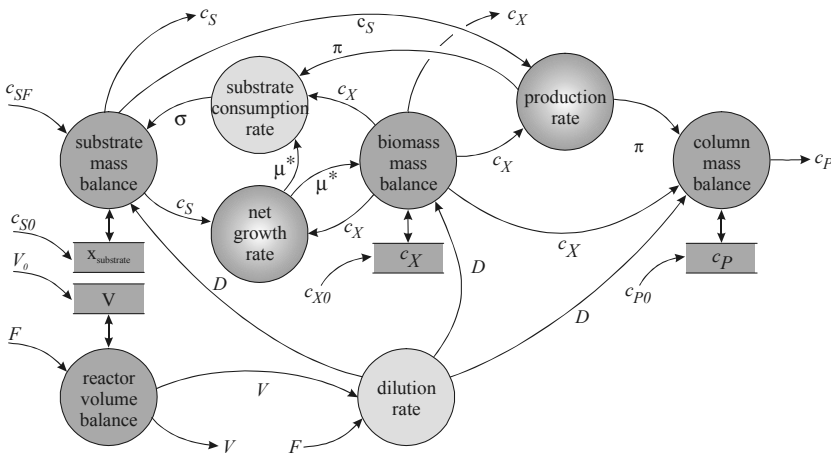 c_S
c_S
c_X
π
c_SF
substrate
consumption
rate
c_X
production
rate
σ
substrate
mass
balance
biomass
mass
balance
c_X
π
column
mass
balance
c_P
μ*
μ*
c_S
net
growth
rate
c_X
c_X
c_S0
x_substrate
c_X
c_P
V_0
D
c_X0
D
c_P0
V
D
F
reactor
volume
balance
V
dilution
rate
V
F